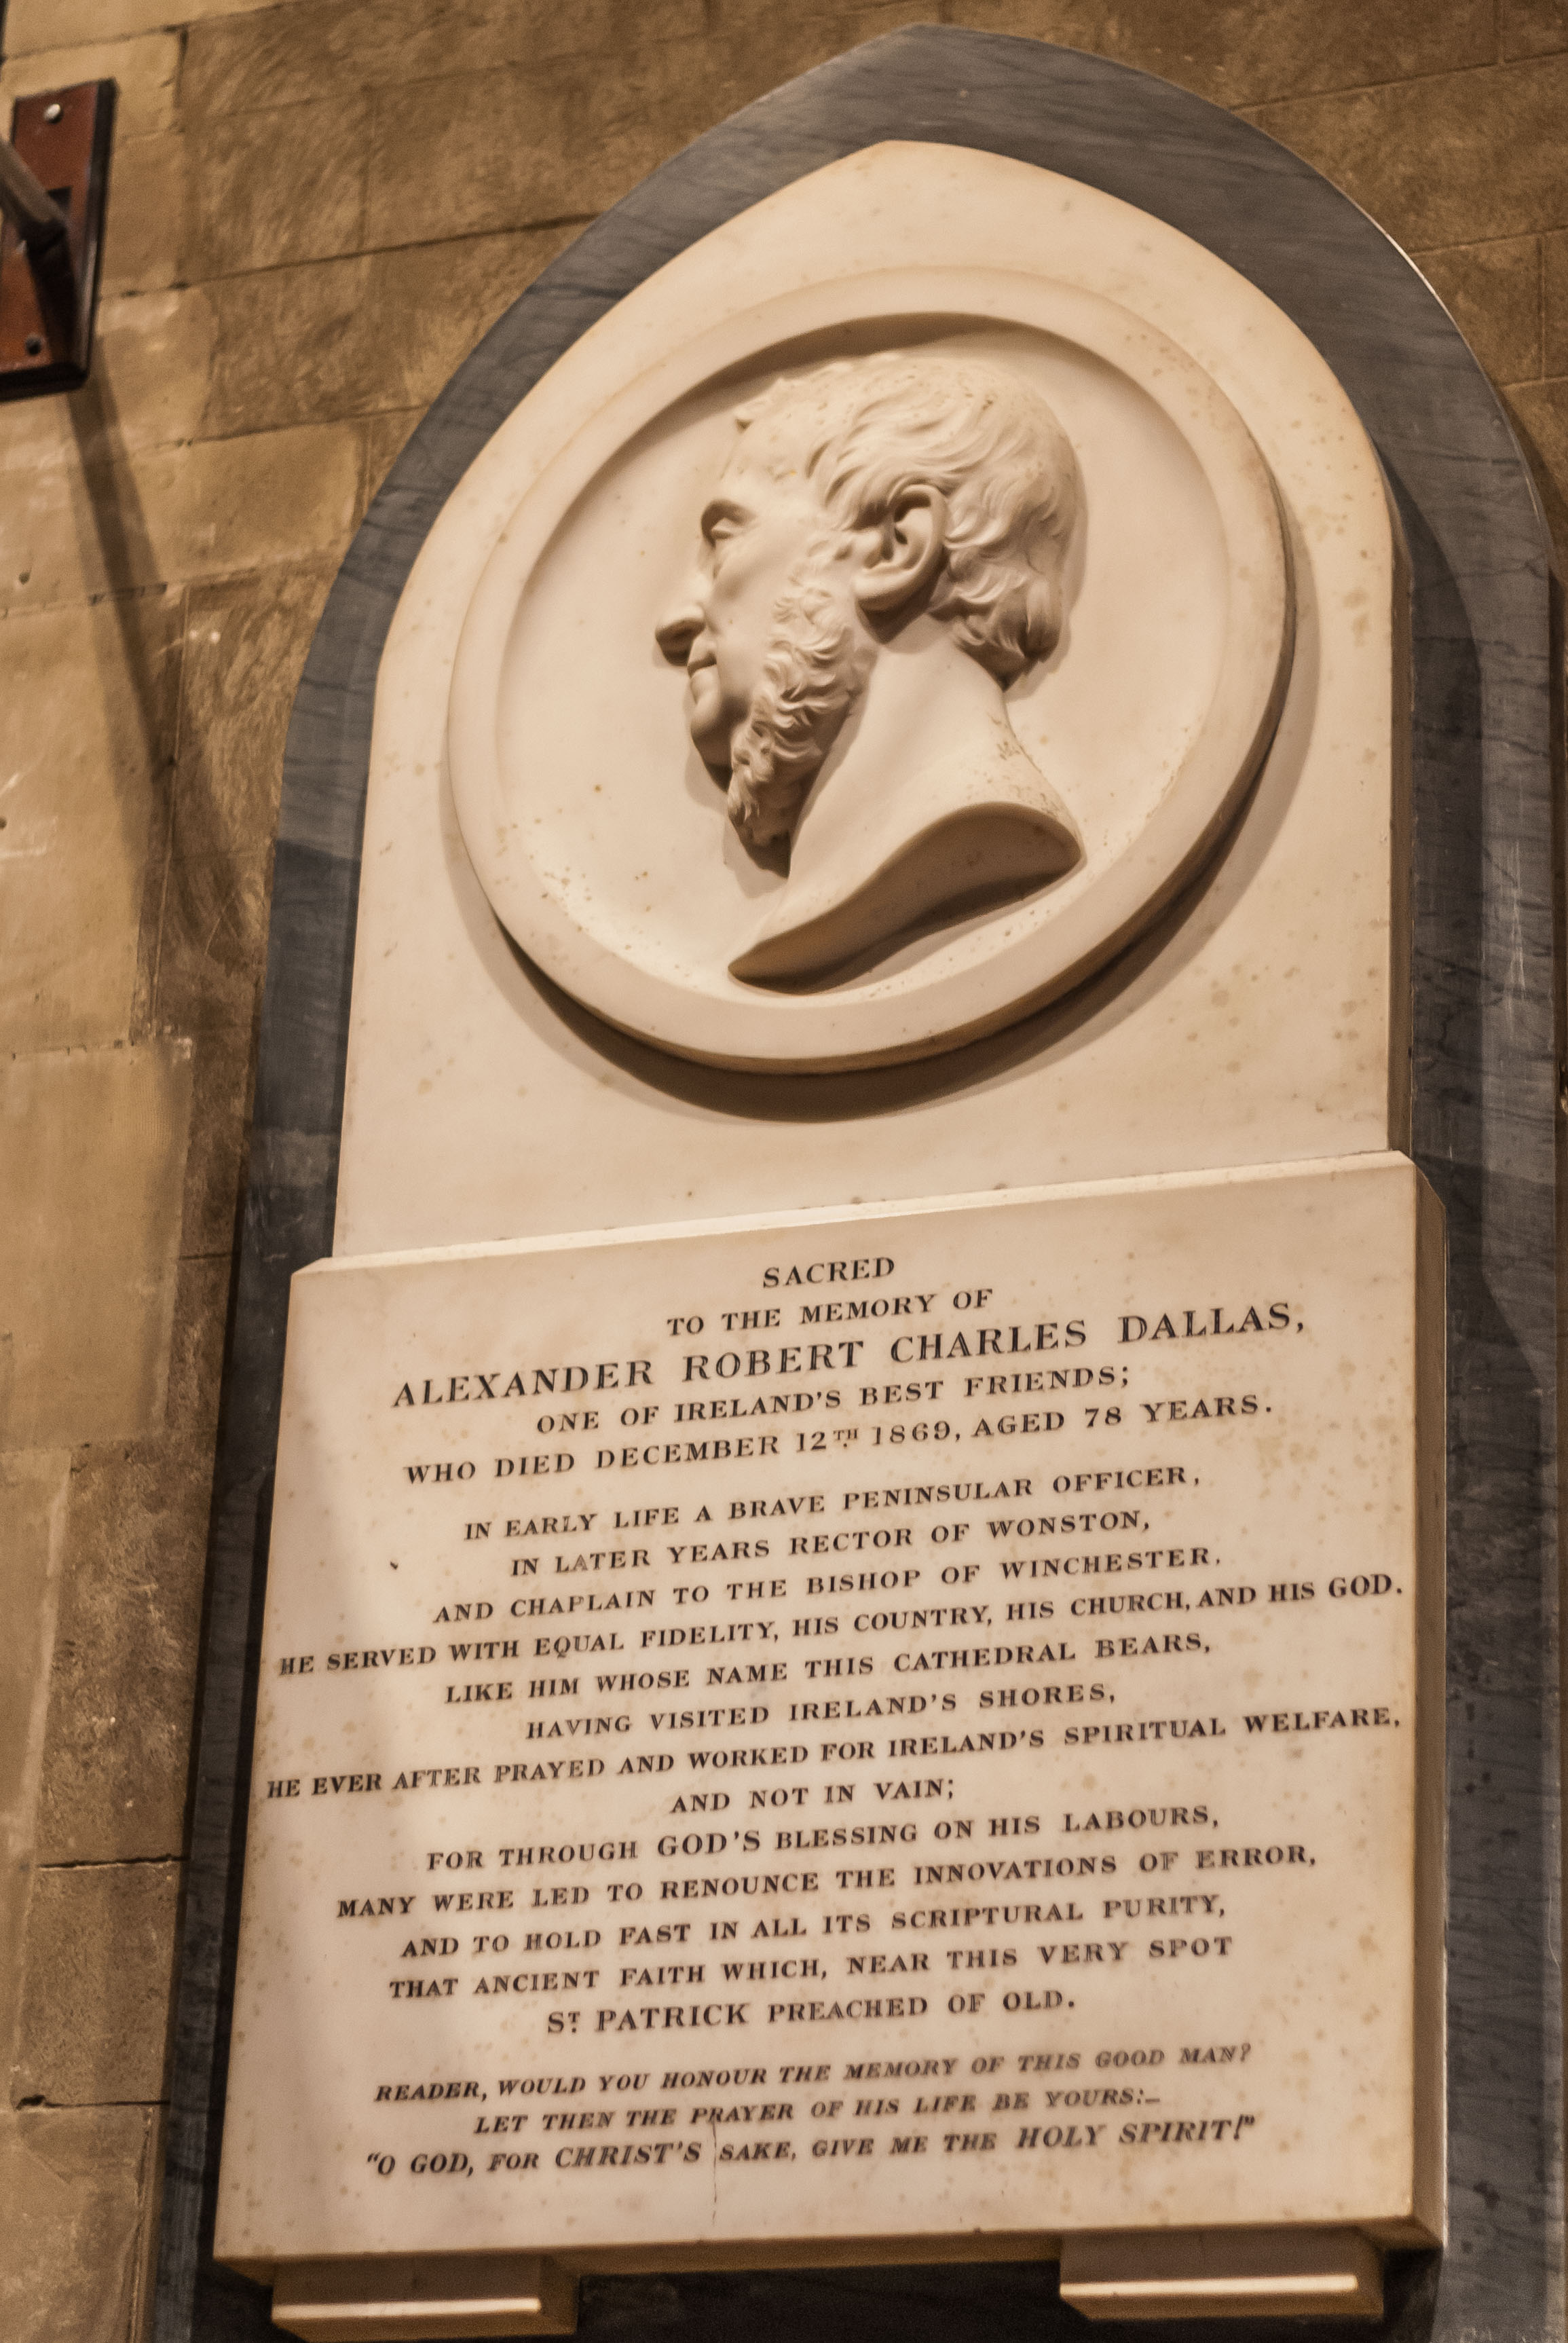 SACRED
TO THE MEMORY OF
ALEXANDER ROBERT CHARLES DALLAS,
ONE OF IRELAND'S BEST FRIENDS;
WHO DIED DECEMBER 12TH 1869, AGED 78 YEARS.
IN EARLY LIFE A BRAVE PENINSULAR OFFICER,
IN LATER YEARS RECTOR OF WONSTON,
AND CHAPLAIN TO THE BISHOP OF WINCHESTER,
HE SERVED WITH EQUAL FIDELITY, HIS COUNTRY, HIS CHURCH, AND HIS GOD.
LIKE HIM WHOSE NAME THIS CATHEDRAL BEARS,
HAVING VISITED IRELAND'S SHORES,
HE EVER AFTER PRAYED AND WORKED FOR IRELAND'S SPIRITUAL WELFARE,
AND NOT IN VAIN;
FOR THROUGH GOD'S BLESSING ON HIS LABOURS,
MANY WERE LED TO RENOUNCE THE INNOVATIONS OF ERROR,
AND TO HOLD FAST IN ALL ITS SCRIPTURAL PURITY,
THAT ANCIENT FAITH WHICH, NEAR THIS VERY SPOT
ST PATRICK PREACHED OF OLD.
READER, WOULD YOU HONOUR THE MEMORY OF THIS GOOD MAN?
LET THEN THE PRAYER OF HIS LIFE BE YOURS:—
"O GOD, FOR CHRIST'S SAKE, GIVE ME THE HOLY SPIRIT!"